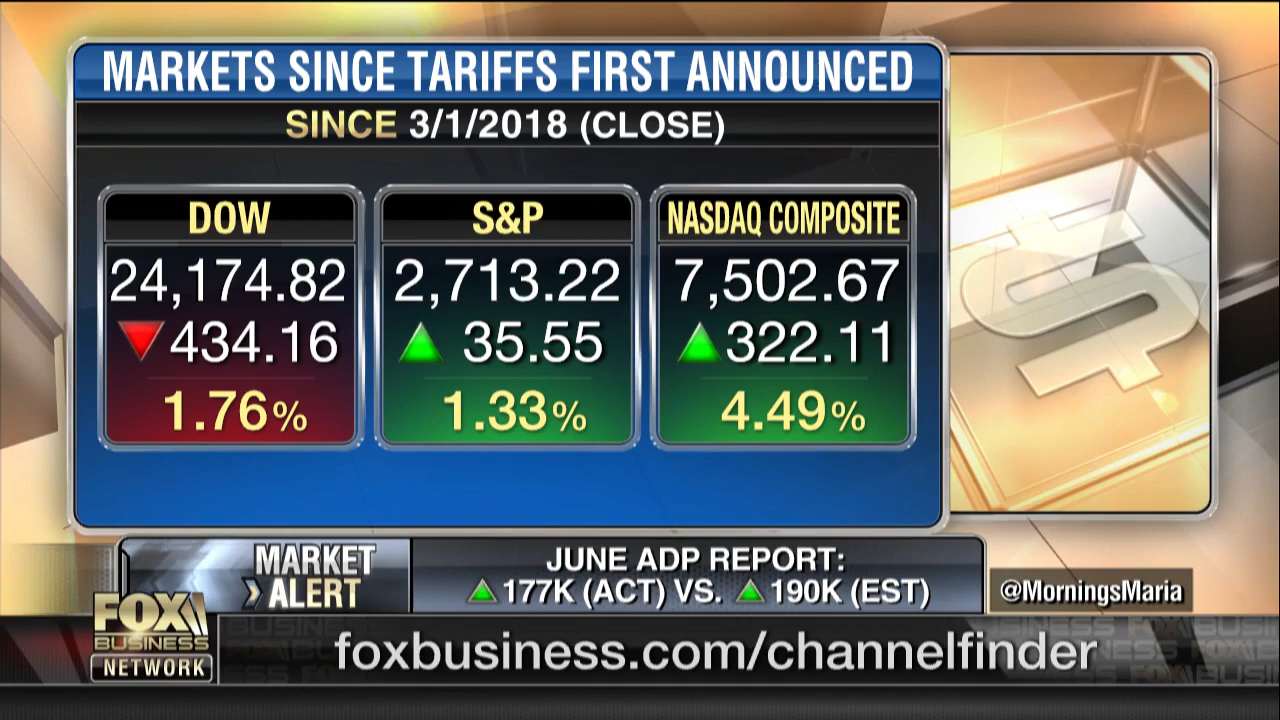 MARKETS SINCE TARIFFS FIRST ANNOUNCED
SINCE 3/1/2018 (CLOSE)
DOW
24,174.82
▼ 434.16
1.76%
S&P
2,713.22
▲ 35.55
1.33%
NASDAQ COMPOSITE
7,502.67
▲ 322.11
4.49%
MARKET
ALERT
JUNE ADP REPORT:
▲ 177K (ACT) VS. ▲ 190K (EST)
@MorningsMaria
FOX
BUSINESS
NETWORK
foxbusiness.com/channelfinder